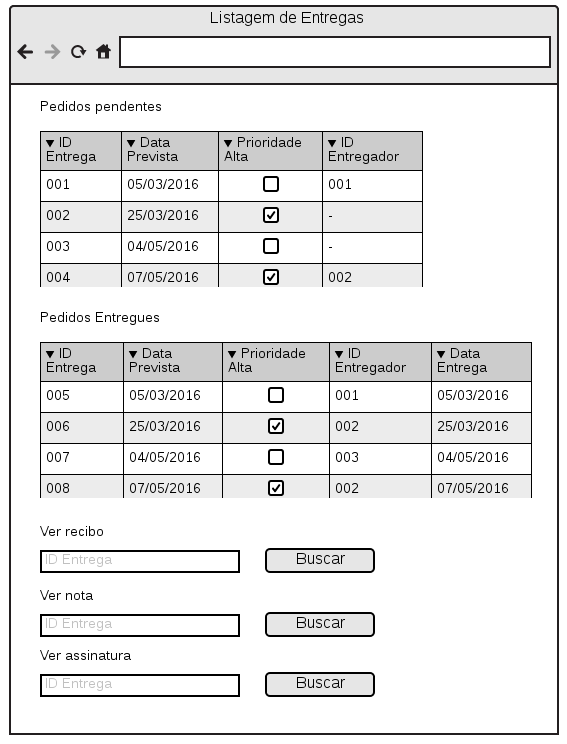 Listagem de Entregas
Pedidos pendentes
▼ ID Entrega ▼ Data Prevista ▼ Prioridade Alta ▼ ID Entregador
001 05/03/2016 001
002 25/03/2016 -
003 04/05/2016 -
004 07/05/2016 002
Pedidos Entregues
▼ ID Entrega ▼ Data Prevista ▼ Prioridade Alta ▼ ID Entregador ▼ Data Entrega
005 05/03/2016 001 05/03/2016
006 25/03/2016 002 25/03/2016
007 04/05/2016 003 04/05/2016
008 07/05/2016 002 07/05/2016
Ver recibo
ID Entrega Buscar
Ver nota
ID Entrega Buscar
Ver assinatura
ID Entrega Buscar